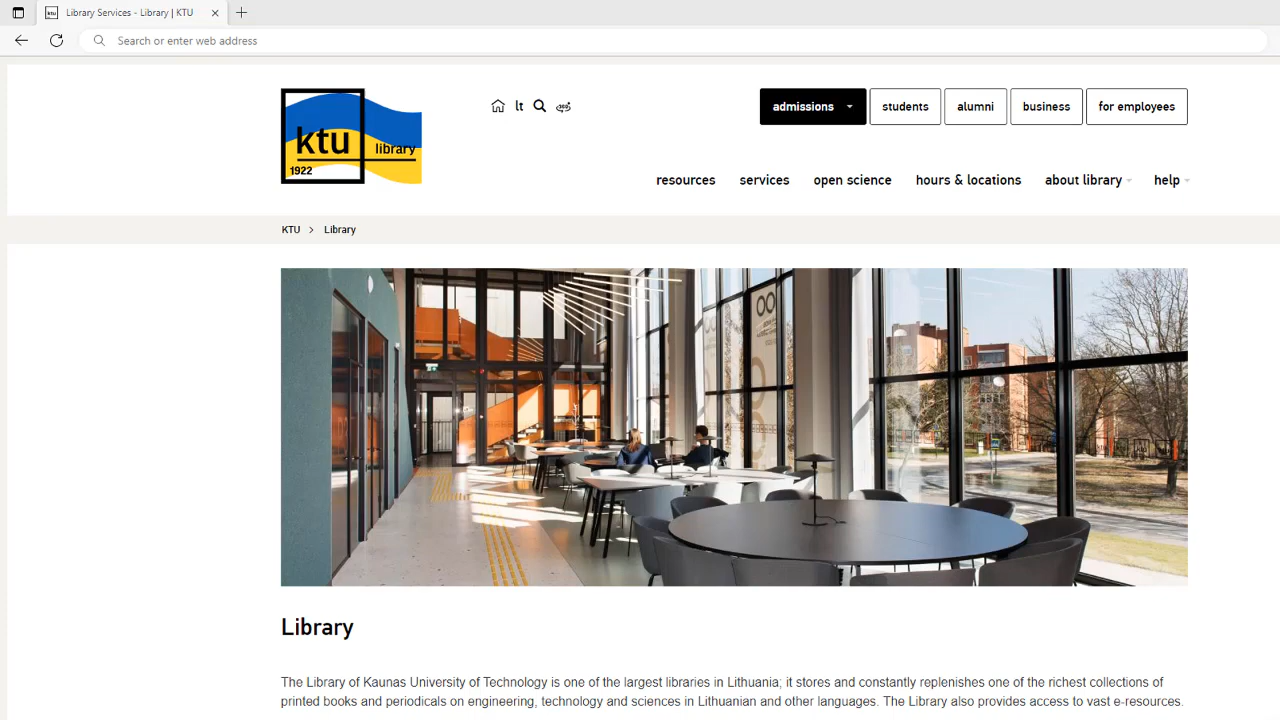 Library Services - Library | KTU
Search or enter web address
ktu
library
1922
lt
admissions
students
alumni
business
for employees
resources
services
open science
hours & locations
about library
help
KTU > Library
Library
The Library of Kaunas University of Technology is one of the largest libraries in Lithuania; it stores and constantly replenishes one of the richest collections of
printed books and periodicals on engineering, technology and sciences in Lithuanian and other languages. The Library also provides access to vast e-resources.